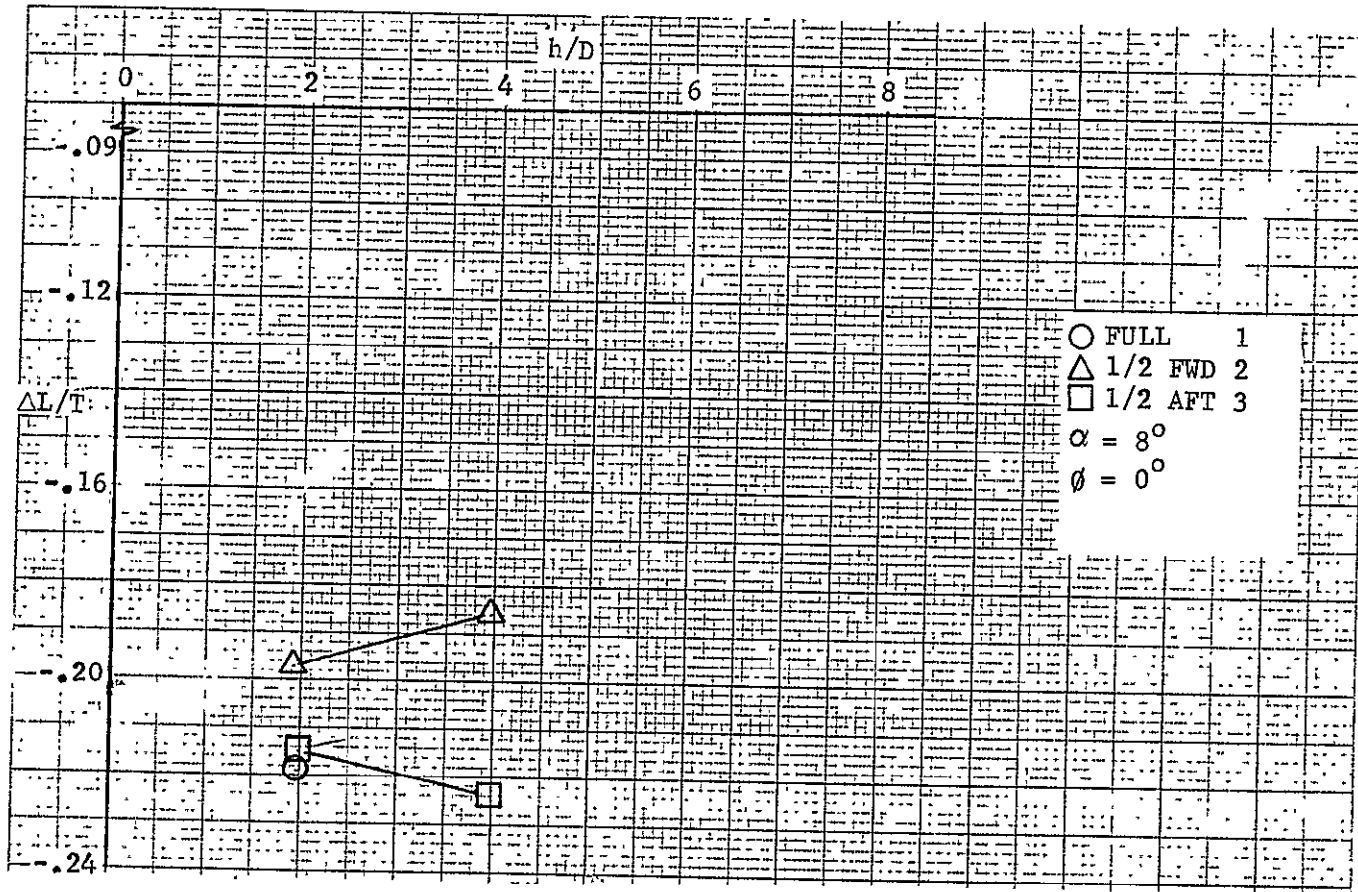 h/D
0 2 4 6 8
-.09
-.12
ΔL/T
-.16
-.20
-.24
FULL 1
1/2 FWD 2
1/2 AFT 3
α = 8°
ø = 0°